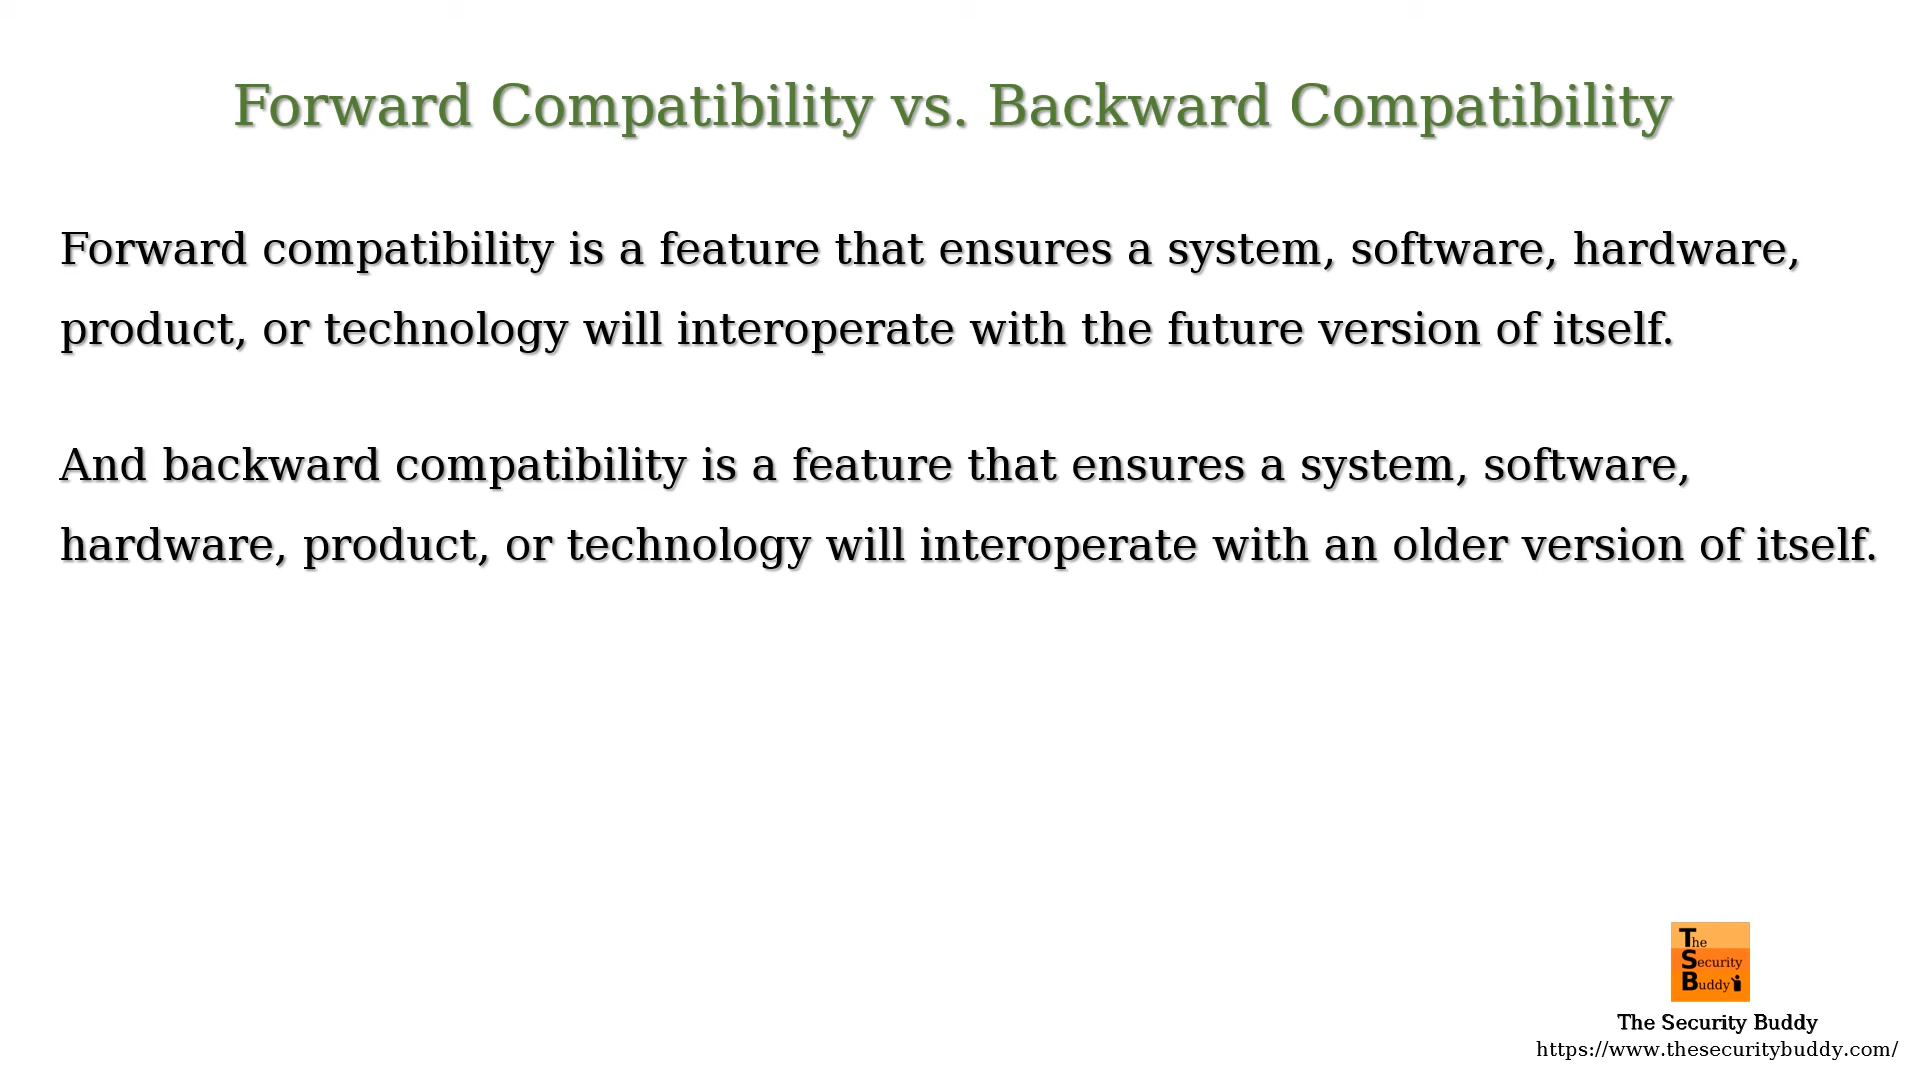 Forward Compatibility vs. Backward Compatibility
Forward compatibility is a feature that ensures a system, software, hardware,
product, or technology will interoperate with the future version of itself.
And backward compatibility is a feature that ensures a system, software,
hardware, product, or technology will interoperate with an older version of itself.
The
Security
Buddy
The Security Buddy
https://www.thesecuritybuddy.com/